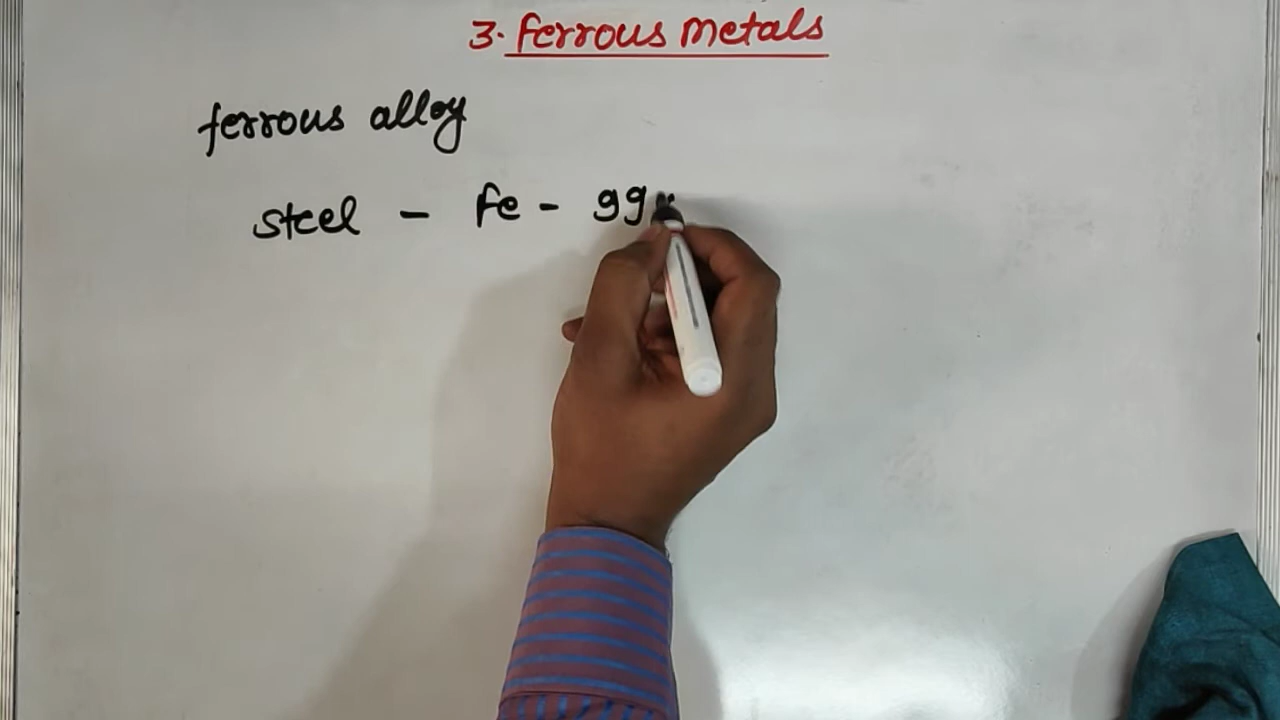 3. Ferrous Metals
ferrous alloy
steel - Fe - 99